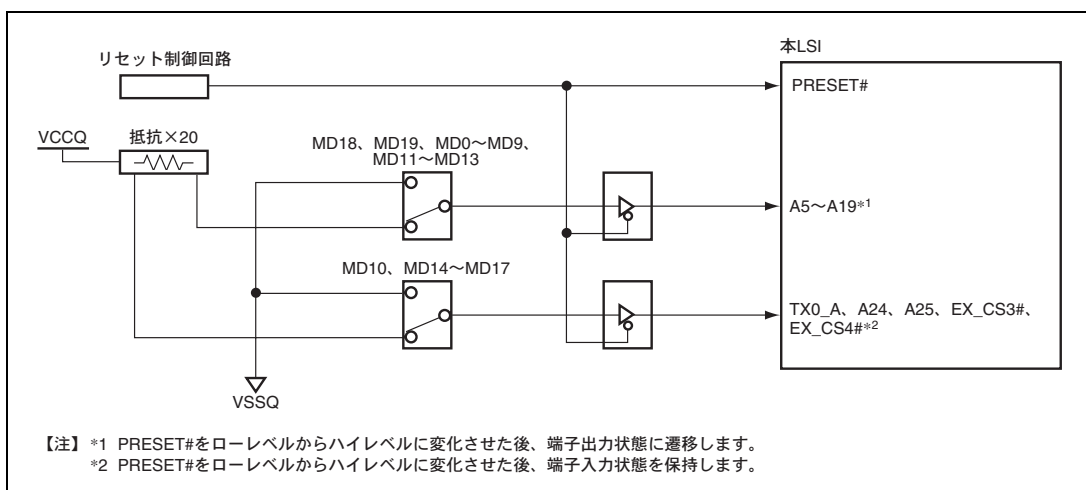 リセット制御回路
本LSI
PRESET#
VCCQ
抵抗×20
MD18、MD19、MD0～MD9、
MD11～MD13
A5～A19*1
MD10、MD14～MD17
TX0_A、A24、A25、EX_CS3#、
EX_CS4#*2
VSSQ
【注】 *1 PRESET#をローレベルからハイレベルに変化させた後、端子出力状態に遷移します。
*2 PRESET#をローレベルからハイレベルに変化させた後、端子入力状態を保持します。